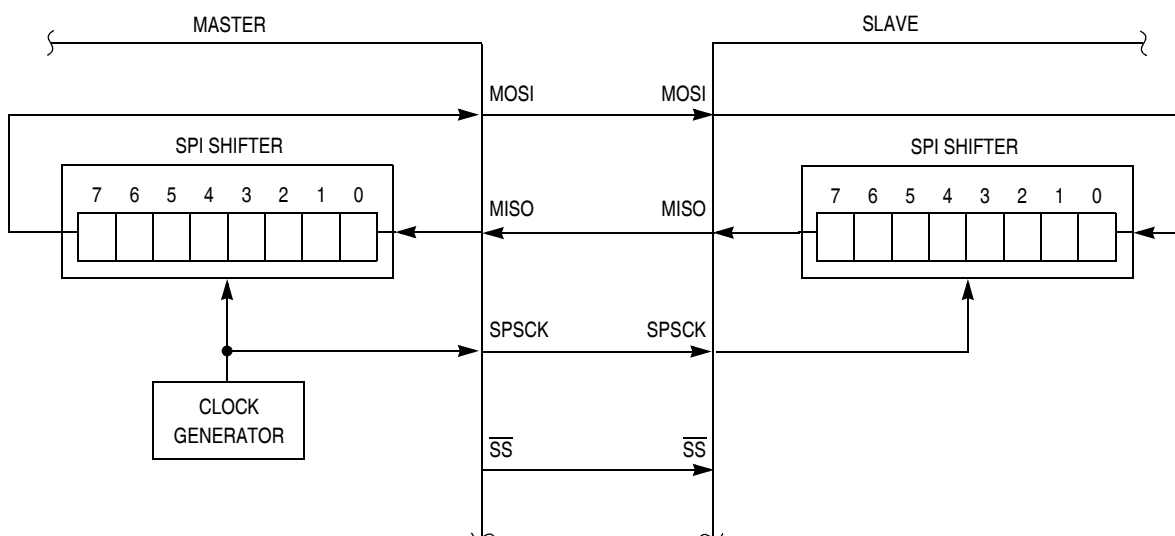 MASTER
SLAVE
MOSI MOSI
SPI SHIFTER SPI SHIFTER
7 6 5 4 3 2 1 0 7 6 5 4 3 2 1 0
MISO MISO
SPSCK SPSCK
CLOCK
GENERATOR
SS SS